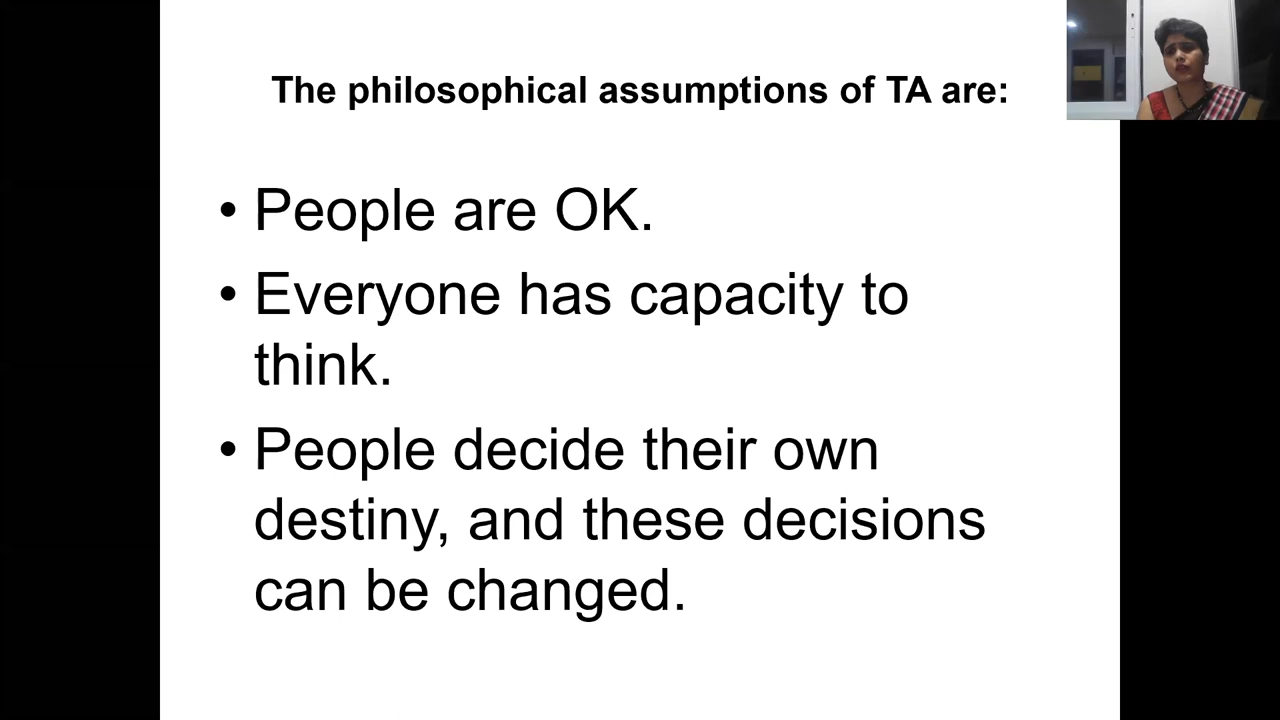 The philosophical assumptions of TA are:
• People are OK.
• Everyone has capacity to
think.
• People decide their own
destiny, and these decisions
can be changed.